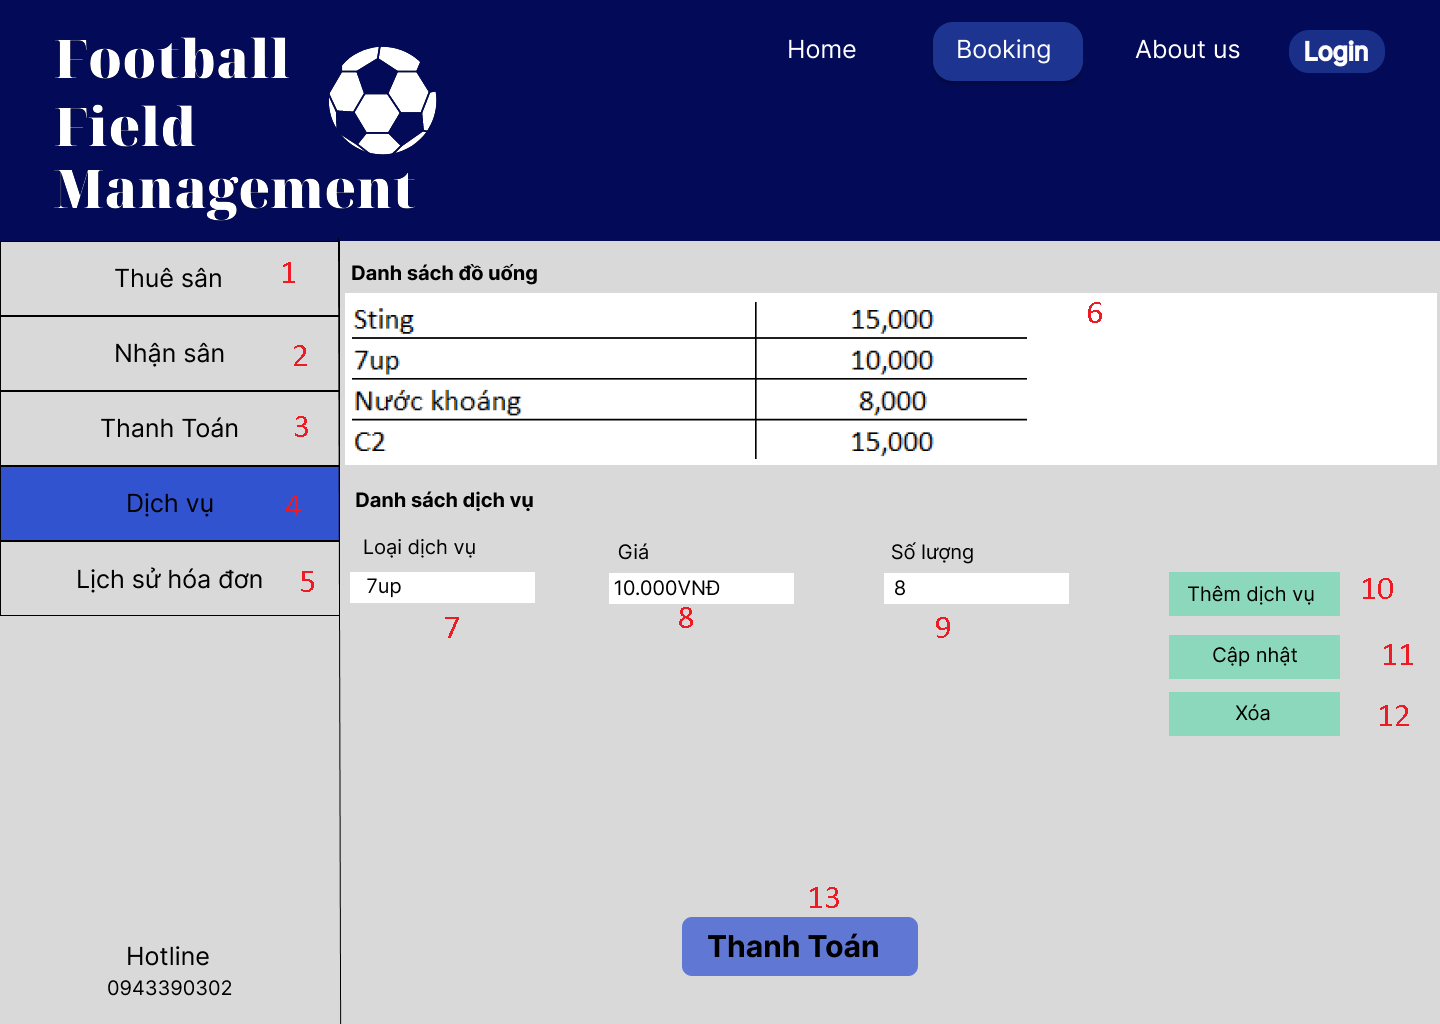 Football
Field
Management
Home
Booking
About us
Login
Thuê sân 1
Nhận sân 2
Thanh Toán 3
Dịch vụ 4
Lịch sử hóa đơn 5
Hotline
0943390302
Danh sách đồ uống
Sting 15,000 6
7up 10,000
Nước khoáng 8,000
C2 15,000
Danh sách dịch vụ
Loại dịch vụ Giá Số lượng
7up 10.000VNĐ 8
7 8 9
Thêm dịch vụ 10
Cập nhật 11
Xóa 12
13
Thanh Toán